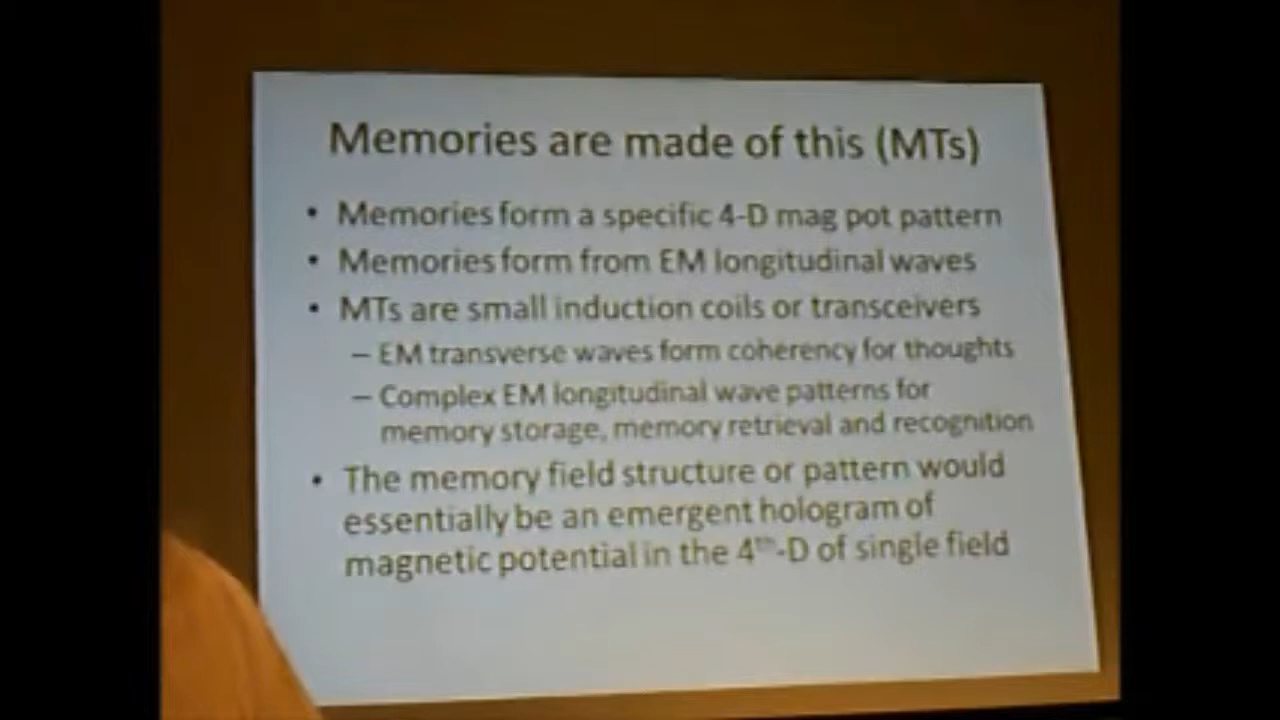 Memories are made of this (MTs)
• Memories form a specific 4-D mag pot pattern
• Memories form from EM longitudinal waves
• MTs are small induction coils or transceivers
– EM transverse waves form coherency for thoughts
– Complex EM longitudinal wave patterns for
memory storage, memory retrieval and recognition
• The memory field structure or pattern would
essentially be an emergent hologram of
magnetic potential in the 4th-D of single field